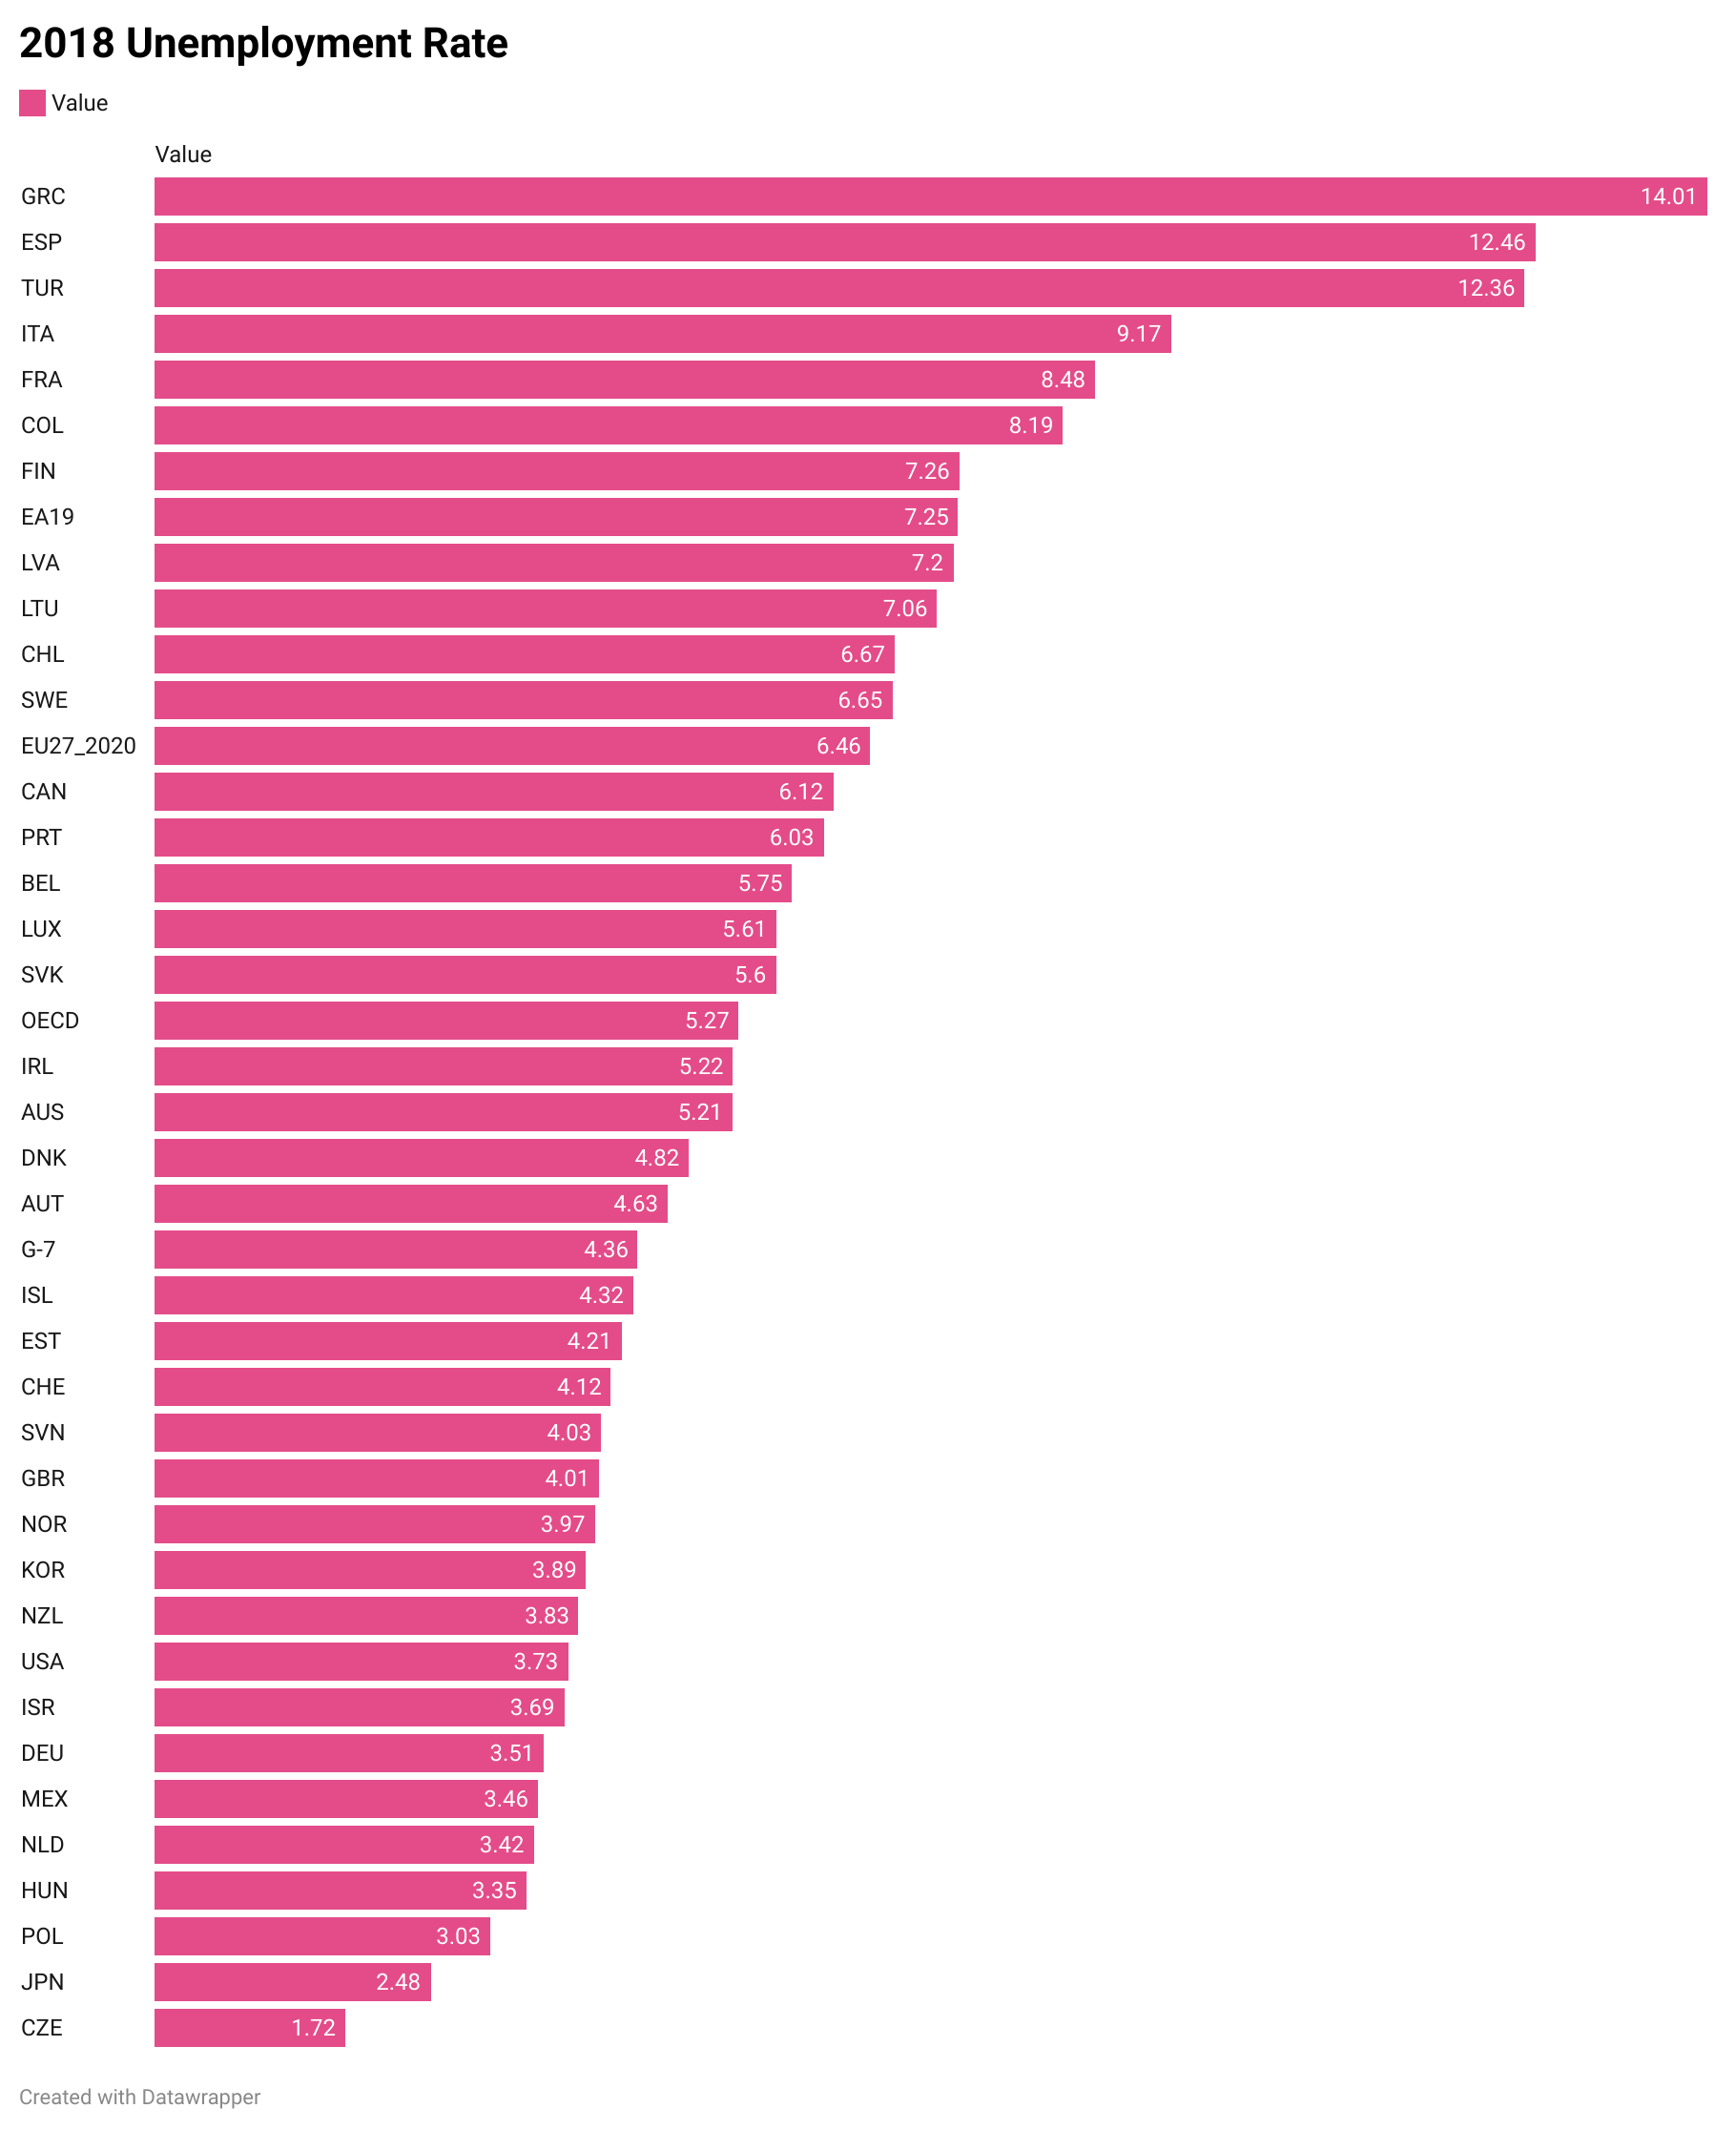 2018 Unemployment Rate
Value
Value
GRC 14.01
ESP 12.46
TUR 12.36
ITA 9.17
FRA 8.48
COL 8.19
FIN 7.26
EA19 7.25
LVA 7.2
LTU 7.06
CHL 6.67
SWE 6.65
EU27_2020 6.46
CAN 6.12
PRT 6.03
BEL 5.75
LUX 5.61
SVK 5.6
OECD 5.27
IRL 5.22
AUS 5.21
DNK 4.82
AUT 4.63
G-7 4.36
ISL 4.32
EST 4.21
CHE 4.12
SVN 4.03
GBR 4.01
NOR 3.97
KOR 3.89
NZL 3.83
USA 3.73
ISR 3.69
DEU 3.51
MEX 3.46
NLD 3.42
HUN 3.35
POL 3.03
JPN 2.48
CZE 1.72
Created with Datawrapper